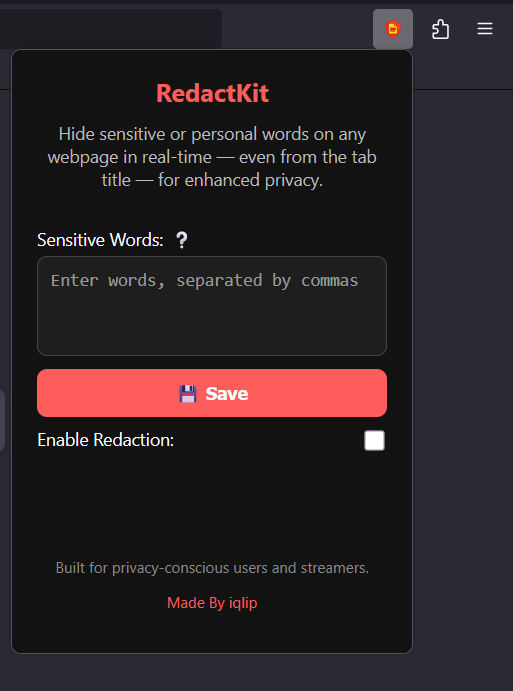 RedactKit
Hide sensitive or personal words on any
webpage in real-time — even from the tab
title — for enhanced privacy.
Sensitive Words: ❔
Enter words, separated by commas
💾 Save
Enable Redaction:
Built for privacy-conscious users and streamers.
Made By iqlip